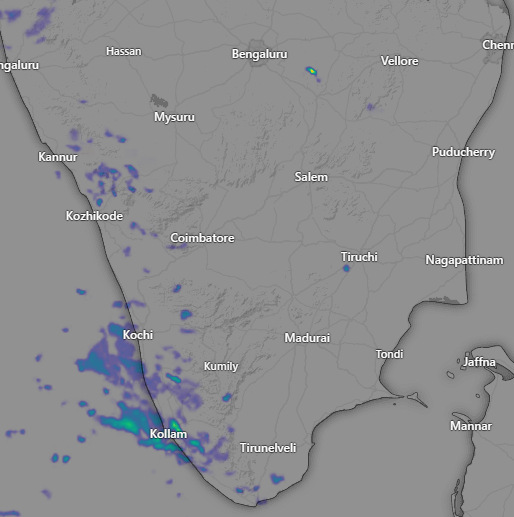 Hassan
Bengaluru
Chenn
ngaluru
Vellore
Mysuru
Kannur
Puducherry
Salem
Kozhikode
Coimbatore
Tiruchi
Nagapattinam
Kochi
Madurai
Tondi
Jaffna
Kumily
Mannar
Kollam
Tirunelveli